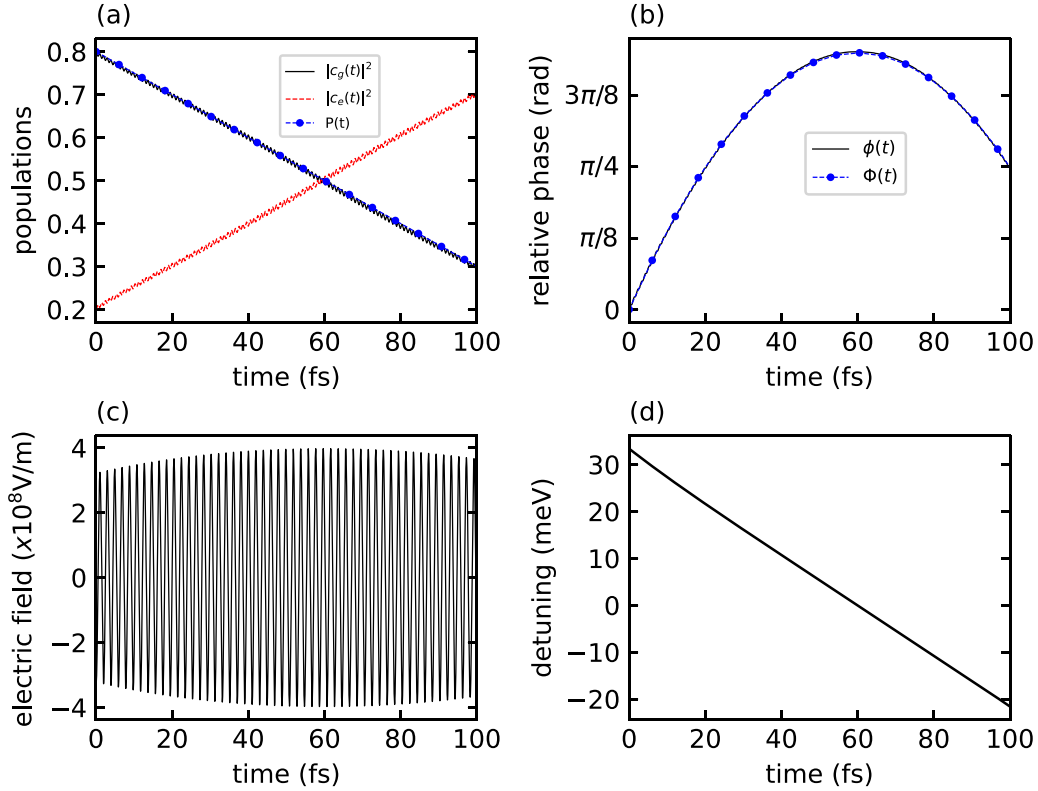 (a)
populations
0.8
0.7
0.6
0.5
0.4
0.3
0.2
|c_g(t)|²
|c_e(t)|²
P(t)
0 20 40 60 80 100
time (fs)
(b)
relative phase (rad)
3π/8
π/4
π/8
0
ϕ(t)
Φ(t)
0 20 40 60 80 100
time (fs)
(c)
electric field (x10⁸V/m)
4
2
0
−2
−4
0 20 40 60 80 100
time (fs)
(d)
detuning (meV)
30
20
10
0
−10
−20
0 20 40 60 80 100
time (fs)